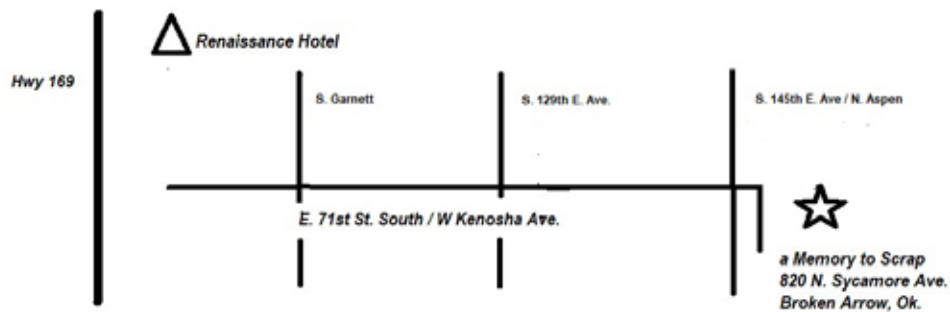 Renaissance Hotel
Hwy 169
S. Garnett
S. 129th E. Ave.
S. 145th E. Ave / N. Aspen
E. 71st St. South / W Kenosha Ave.
a Memory to Scrap
820 N. Sycamore Ave.
Broken Arrow, Ok.